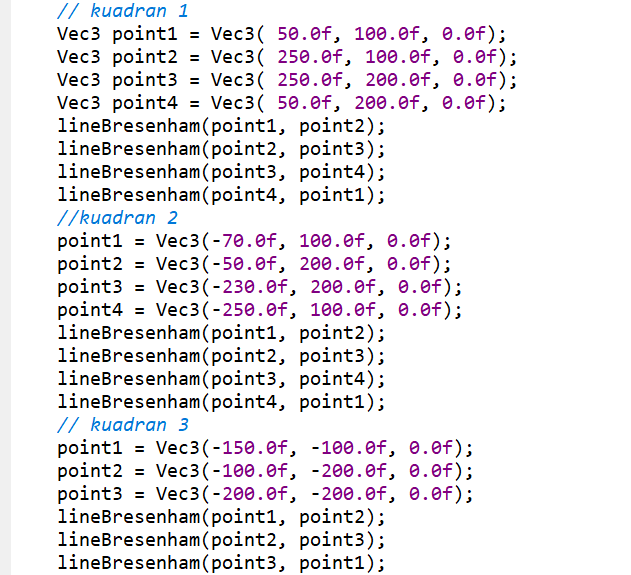 // kuadran 1
Vec3 point1 = Vec3( 50.0f, 100.0f, 0.0f);
Vec3 point2 = Vec3( 250.0f, 100.0f, 0.0f);
Vec3 point3 = Vec3( 250.0f, 200.0f, 0.0f);
Vec3 point4 = Vec3( 50.0f, 200.0f, 0.0f);
lineBresenham(point1, point2);
lineBresenham(point2, point3);
lineBresenham(point3, point4);
lineBresenham(point4, point1);
//kuadran 2
point1 = Vec3(-70.0f, 100.0f, 0.0f);
point2 = Vec3(-50.0f, 200.0f, 0.0f);
point3 = Vec3(-230.0f, 200.0f, 0.0f);
point4 = Vec3(-250.0f, 100.0f, 0.0f);
lineBresenham(point1, point2);
lineBresenham(point2, point3);
lineBresenham(point3, point4);
lineBresenham(point4, point1);
// kuadran 3
point1 = Vec3(-150.0f, -100.0f, 0.0f);
point2 = Vec3(-100.0f, -200.0f, 0.0f);
point3 = Vec3(-200.0f, -200.0f, 0.0f);
lineBresenham(point1, point2);
lineBresenham(point2, point3);
lineBresenham(point3, point1);